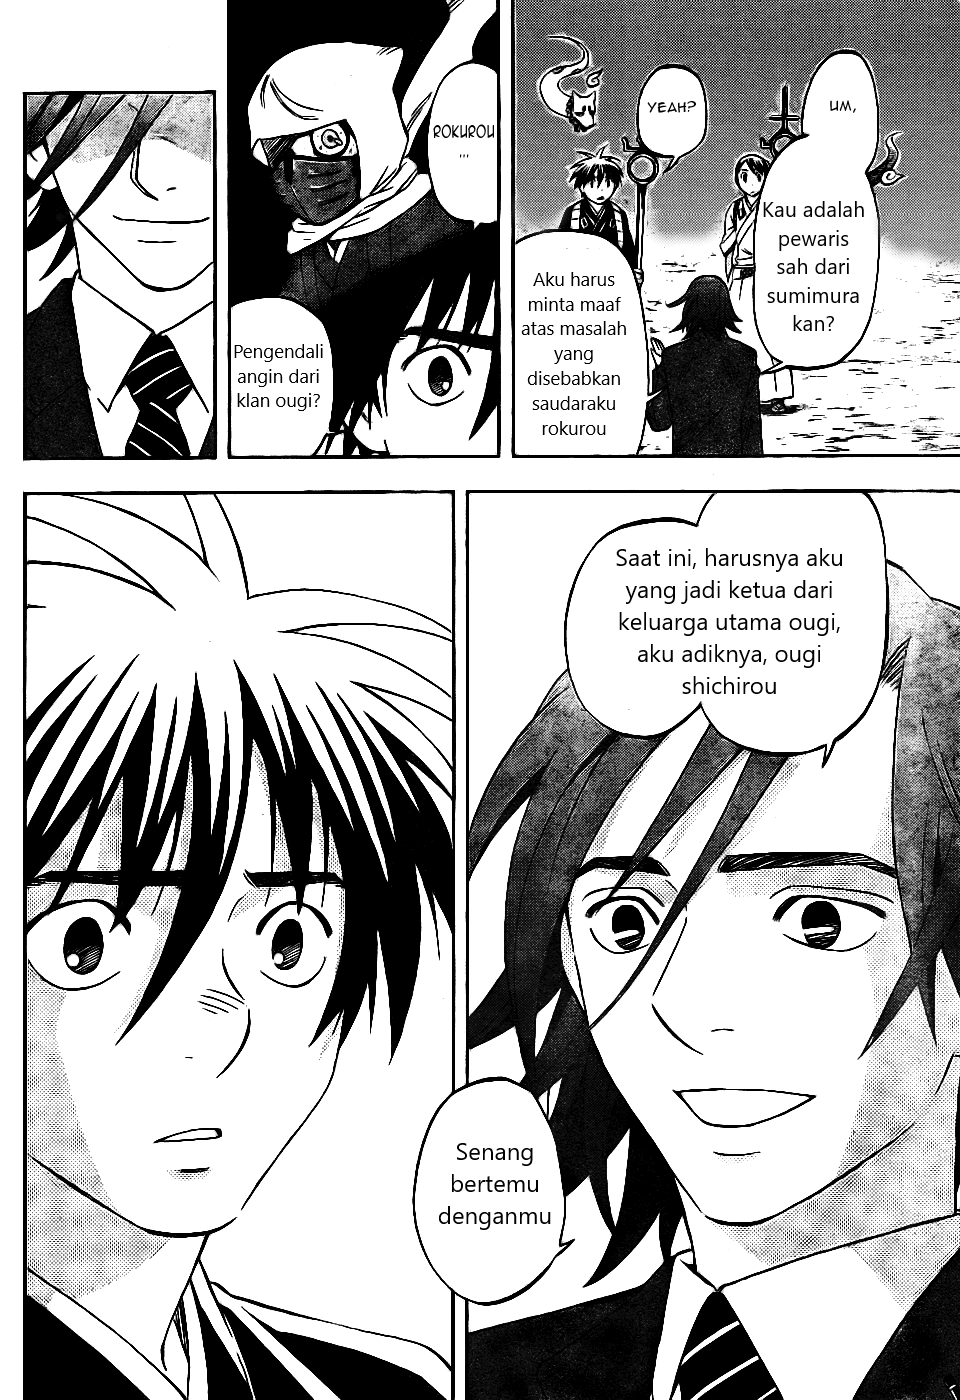 UM,
Kau adalah
pewaris
sah dari
sumimura
kan?
YEAH?
Aku harus
minta maaf
atas masalah
yang
disebabkan
saudaraku
rokurou
ROKUROU
...
Pengendali
angin dari
klan ougi?
Saat ini, harusnya aku
yang jadi ketua dari
keluarga utama ougi,
aku adiknya, ougi
shichirou
Senang
bertemu
denganmu